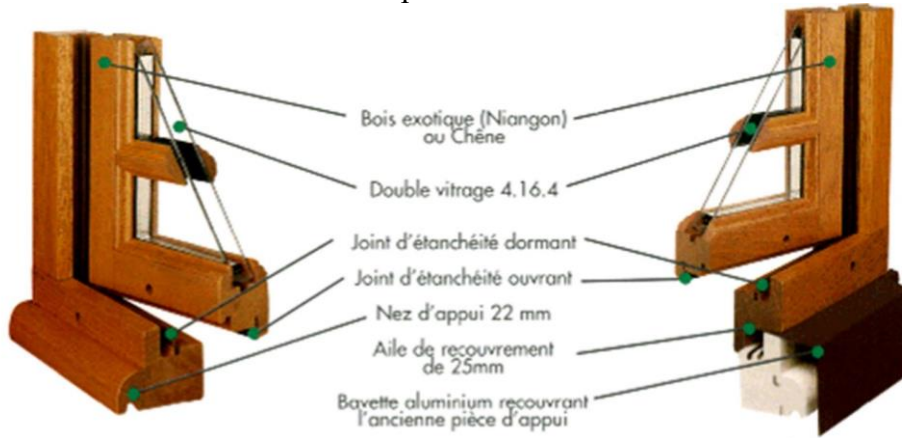 Bois exotique (Niangon)
ou Chêne
Double vitrage 4.16.4
Joint d'étanchéité dormant
Joint d'étanchéité ouvrant
Nez d'appui 22 mm
Aile de recouvrement
de 25mm
Bavette aluminium recouvrant
l'ancienne pièce d'appui